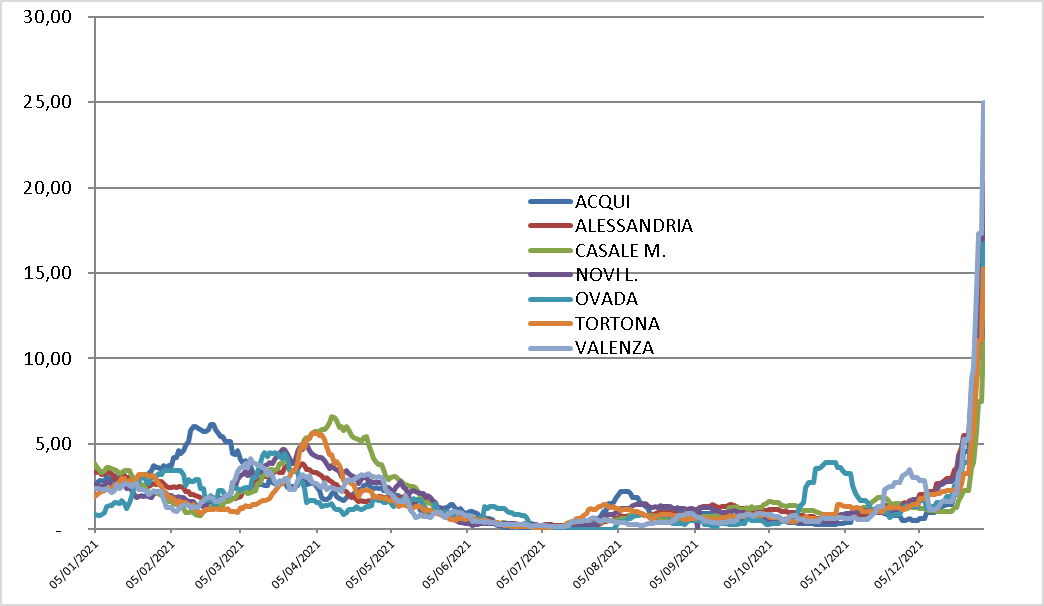 30,00
25,00
20,00
15,00
10,00
5,00
-
ACQUI
ALESSANDRIA
CASALE M.
NOVI L.
OVADA
TORTONA
VALENZA
05/01/2021
05/02/2021
05/03/2021
05/04/2021
05/05/2021
05/06/2021
05/07/2021
05/08/2021
05/09/2021
05/10/2021
05/11/2021
05/12/2021